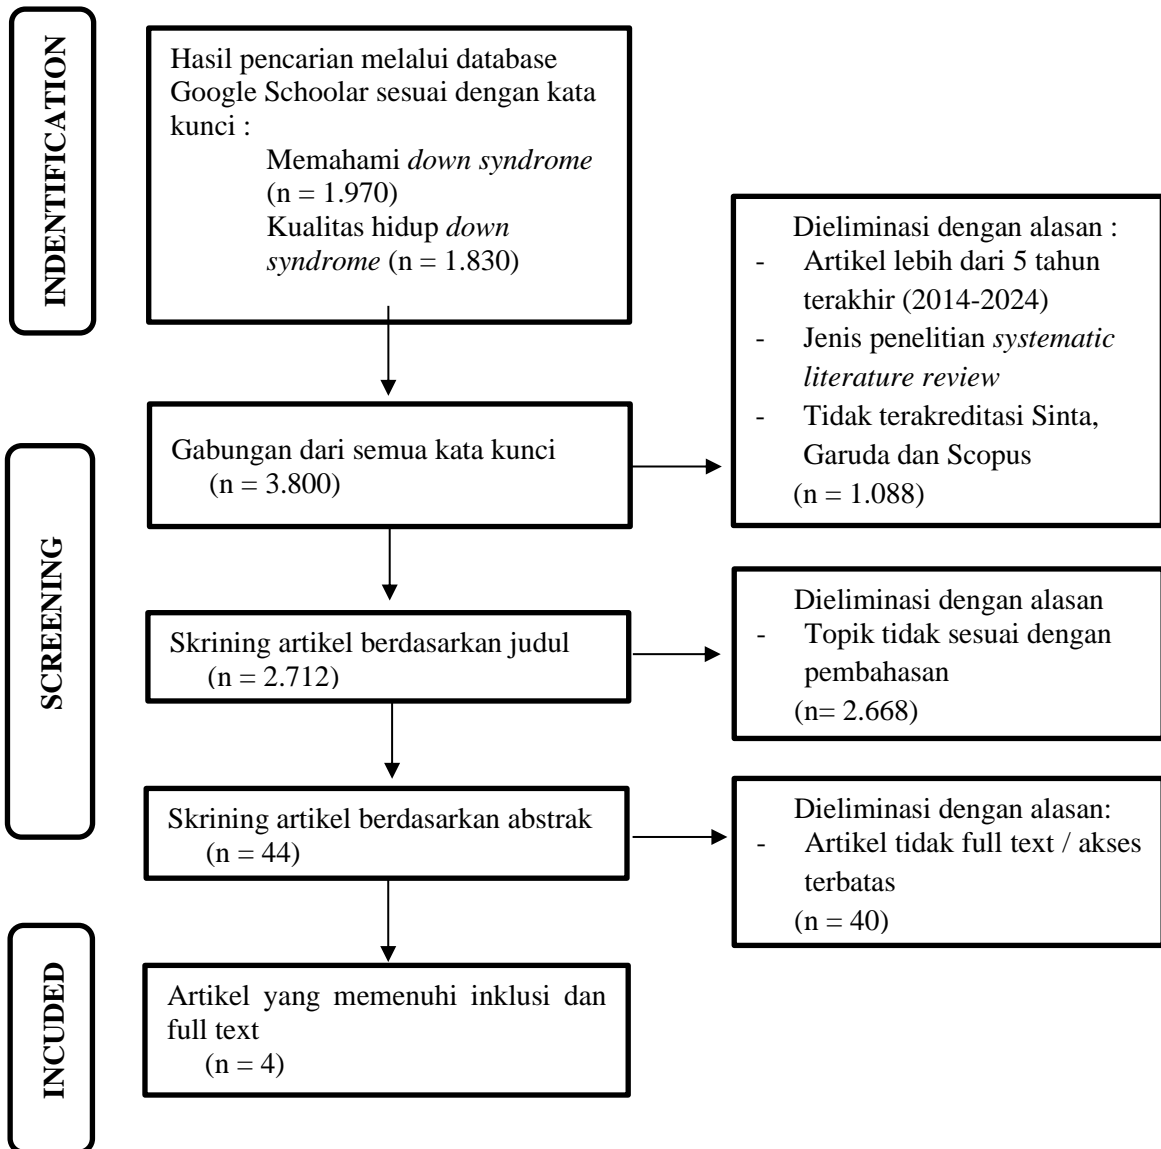 INDENTIFICATION
Hasil pencarian melalui database
Google Schoolar sesuai dengan kata
kunci :
Memahami down syndrome
(n = 1.970)
Kualitas hidup down
syndrome (n = 1.830)
Dieliminasi dengan alasan :
- Artikel lebih dari 5 tahun
terakhir (2014-2024)
- Jenis penelitian systematic
literature review
- Tidak terakreditasi Sinta,
Garuda dan Scopus
(n = 1.088)
SCREENING
Gabungan dari semua kata kunci
(n = 3.800)
Skrining artikel berdasarkan judul
(n = 2.712)
Dieliminasi dengan alasan
- Topik tidak sesuai dengan
pembahasan
(n= 2.668)
Skrining artikel berdasarkan abstrak
(n = 44)
Dieliminasi dengan alasan:
- Artikel tidak full text / akses
terbatas
(n = 40)
INCUDED
Artikel yang memenuhi inklusi dan
full text
(n = 4)